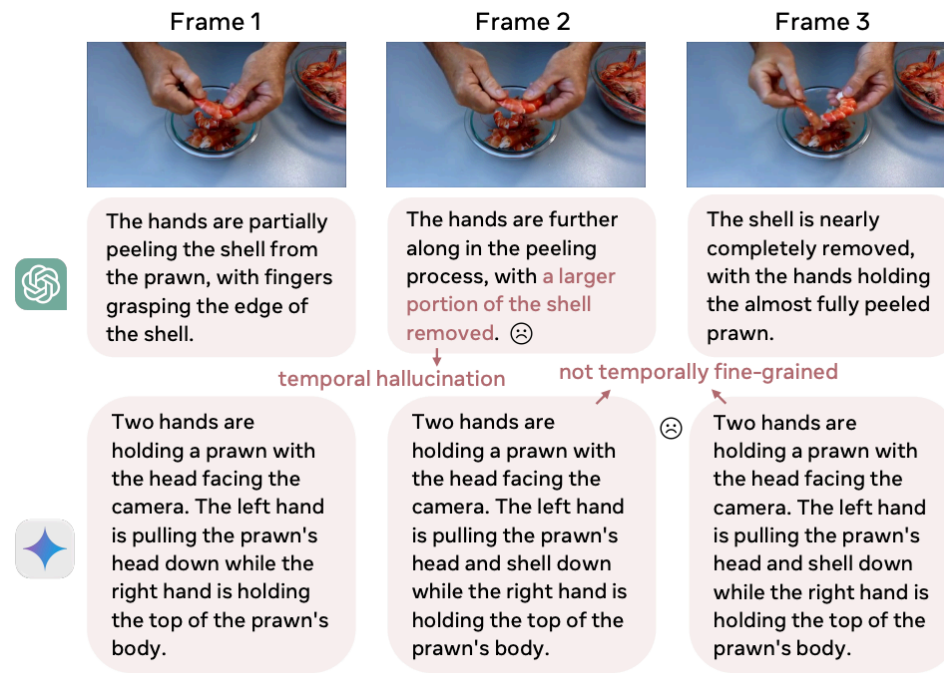 Frame 1
Frame 2
Frame 3
The hands are partially
peeling the shell from
the prawn, with fingers
grasping the edge of
the shell.
The hands are further
along in the peeling
process, with a larger
portion of the shell
removed.
The shell is nearly
completely removed,
with the hands holding
the almost fully peeled
prawn.
temporal hallucination
not temporally fine-grained
Two hands are
holding a prawn with
the head facing the
camera. The left hand
is pulling the prawn's
head down while the
right hand is holding
the top of the prawn's
body.
Two hands are
holding a prawn with
the head facing the
camera. The left hand
is pulling the prawn's
head and shell down
while the right hand is
holding the top of the
prawn's body.
Two hands are
holding a prawn with
the head facing the
camera. The left hand
is pulling the prawn's
head and shell down
while the right hand is
holding the top of the
prawn's body.